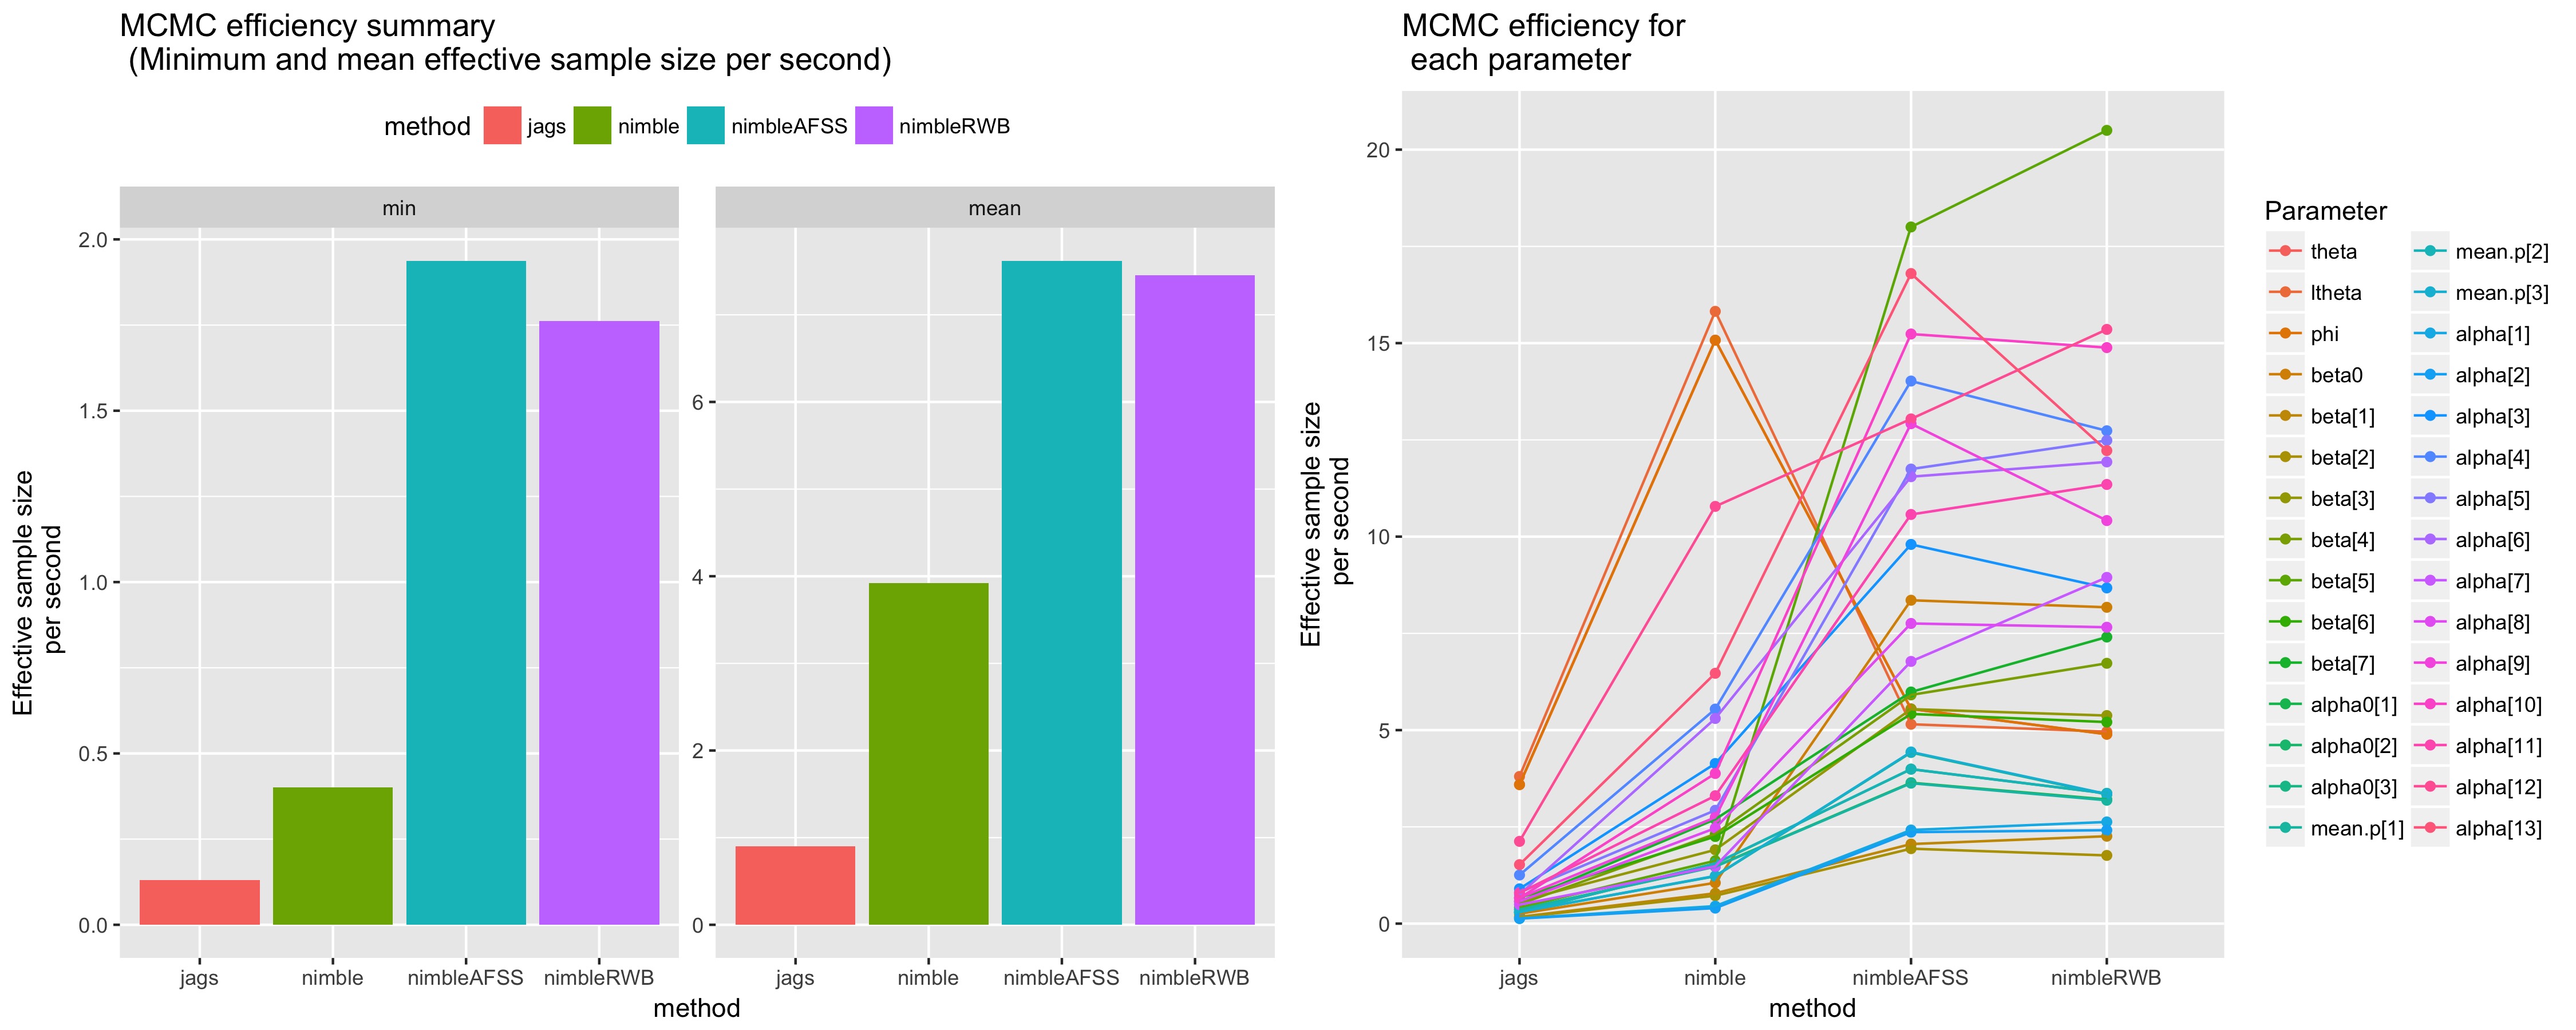 MCMC efficiency summary
(Minimum and mean effective sample size per second)
method jags nimble nimbleAFSS nimbleRWB
min
mean
Effective sample size
per second
2.0
1.5
1.0
0.5
0.0
6
4
2
0
jags nimble nimbleAFSS nimbleRWB
jags nimble nimbleAFSS nimbleRWB
method
MCMC efficiency for
each parameter
Effective sample size
per second
20
15
10
5
0
jags nimble nimbleAFSS nimbleRWB
method
Parameter
theta
ltheta
phi
beta0
beta[1]
beta[2]
beta[3]
beta[4]
beta[5]
beta[6]
beta[7]
alpha0[1]
alpha0[2]
alpha0[3]
mean.p[1]
mean.p[2]
mean.p[3]
alpha[1]
alpha[2]
alpha[3]
alpha[4]
alpha[5]
alpha[6]
alpha[7]
alpha[8]
alpha[9]
alpha[10]
alpha[11]
alpha[12]
alpha[13]